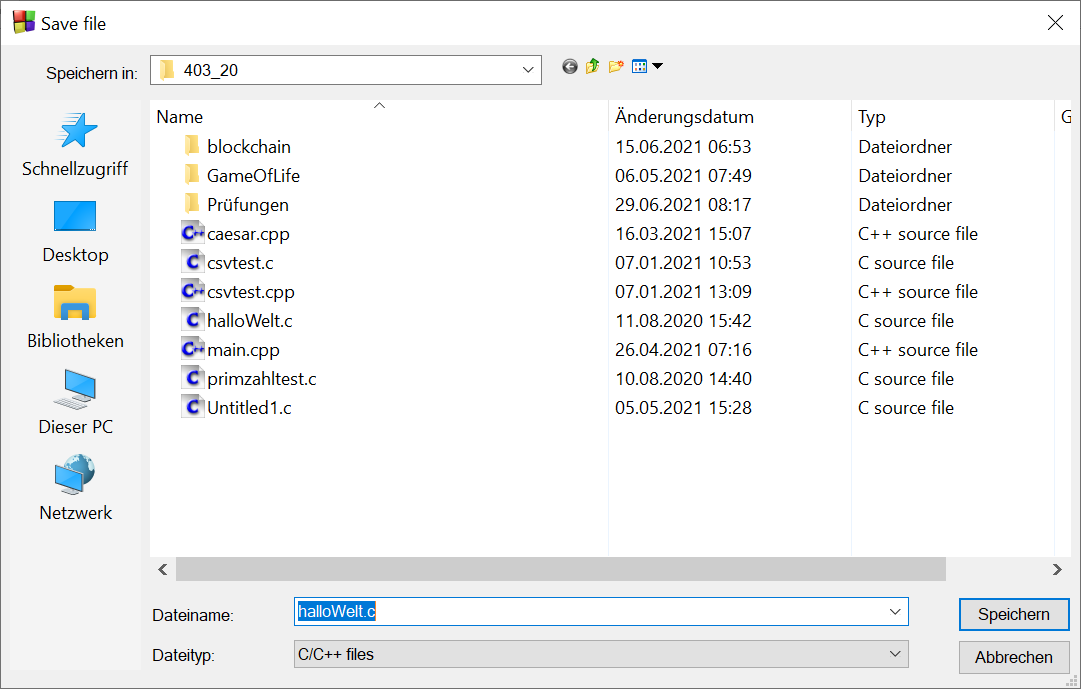 Save file
Speichern in: 403_20
Name Änderungsdatum Typ G
blockchain 15.06.2021 06:53 Dateiordner
GameOfLife 06.05.2021 07:49 Dateiordner
Prüfungen 29.06.2021 08:17 Dateiordner
caesar.cpp 16.03.2021 15:07 C++ source file
csvtest.c 07.01.2021 10:53 C source file
csvtest.cpp 07.01.2021 13:09 C++ source file
halloWelt.c 11.08.2020 15:42 C source file
main.cpp 26.04.2021 07:16 C++ source file
primzahltest.c 10.08.2020 14:40 C source file
Untitled1.c 05.05.2021 15:28 C source file
Schnellzugriff
Desktop
Bibliotheken
Dieser PC
Netzwerk
Dateiname: halloWelt.c Speichern
Dateityp: C/C++ files Abbrechen